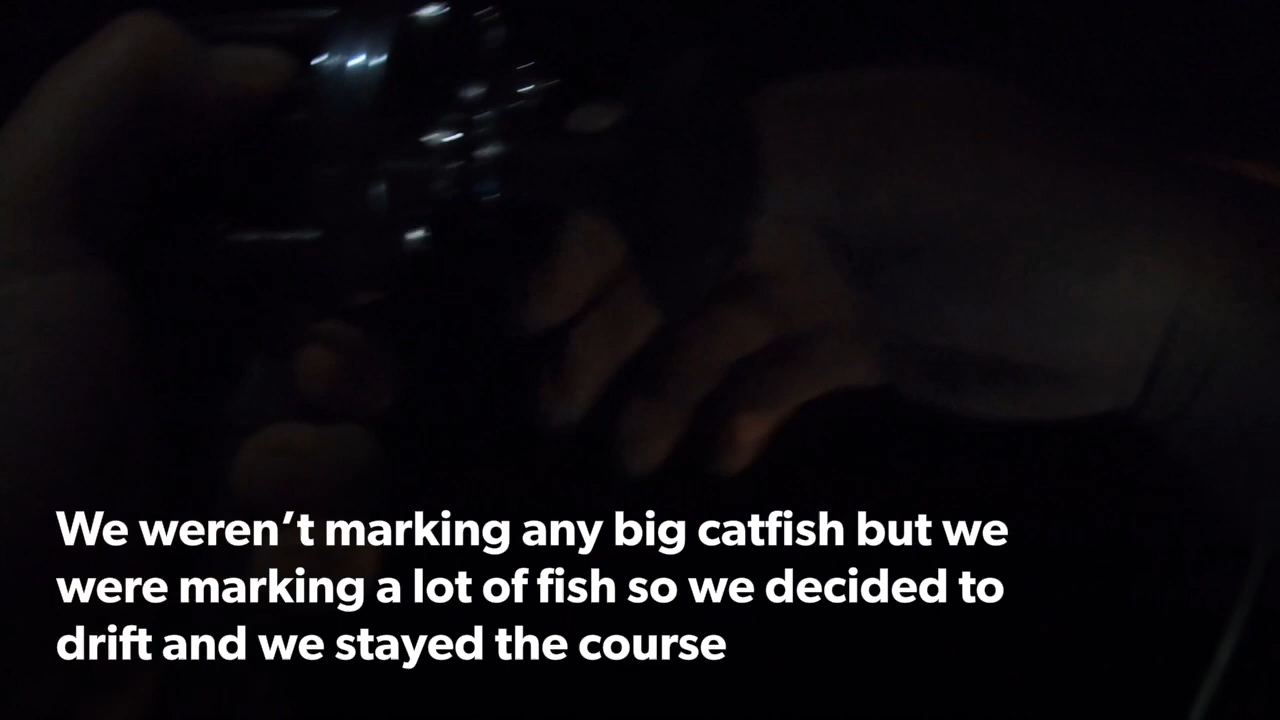 We weren’t marking any big catfish but we
were marking a lot of fish so we decided to
drift and we stayed the course